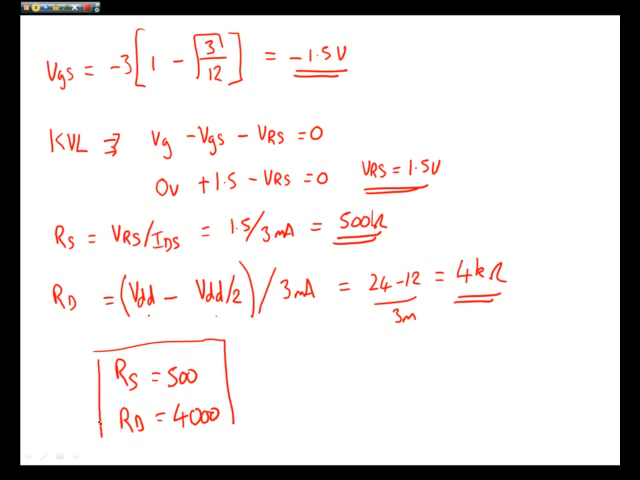 Vgs = -3[1 - √3/12] = -1.5V
KVL ⇒ Vg - Vgs - VRS = 0
0v + 1.5 - VRS = 0 VRS = 1.5V
RS = VRS/IDS = 1.5/3mA = 500kΩ
RD = (Vdd - Vdd/2)/3mA = 24-12/3m = 4kΩ
RS = 500
RD = 4000